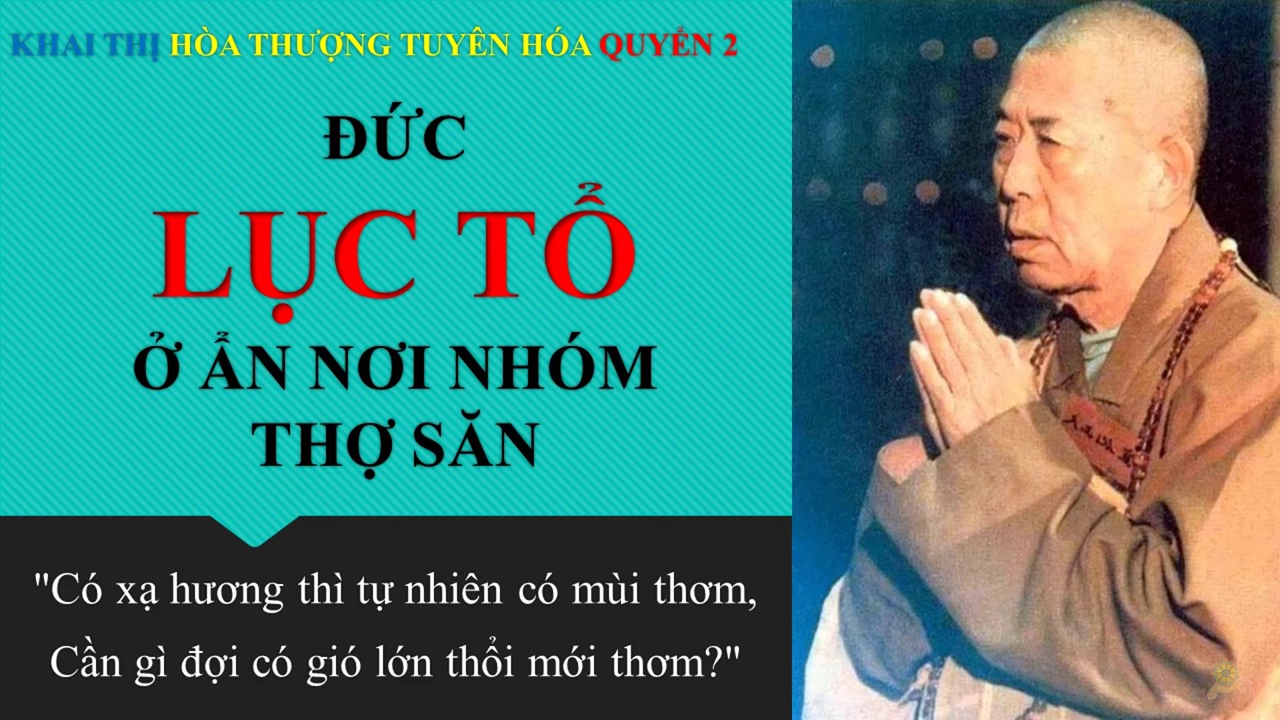 KHAI THỊ HÒA THƯỢNG TUYÊN HÓA QUYỂN 2
ĐỨC
LỤC TỔ
Ở ẨN NƠI NHÓM
THỢ SĂN
"Có xạ hương thì tự nhiên có mùi thơm,
Cần gì đợi có gió lớn thổi mới thơm?"